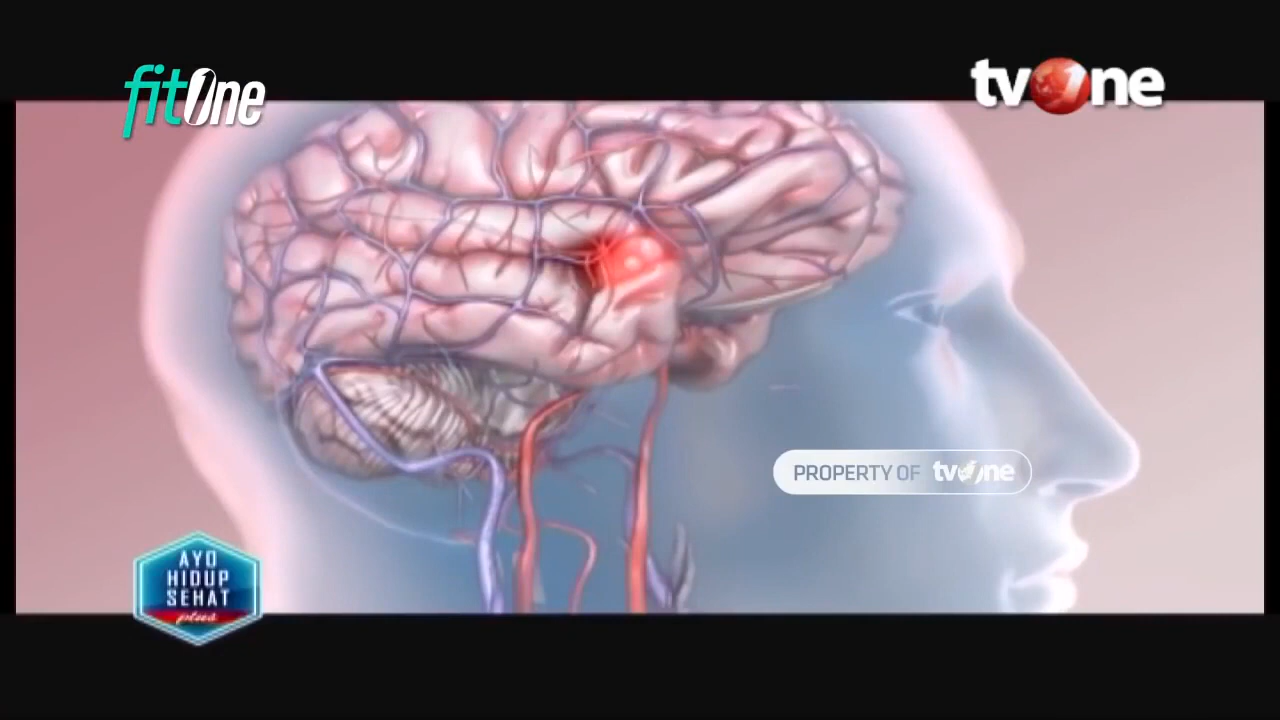 fitOne
tvOne
PROPERTY OF tvOne
AYO
HIDUP
SEHAT
plus